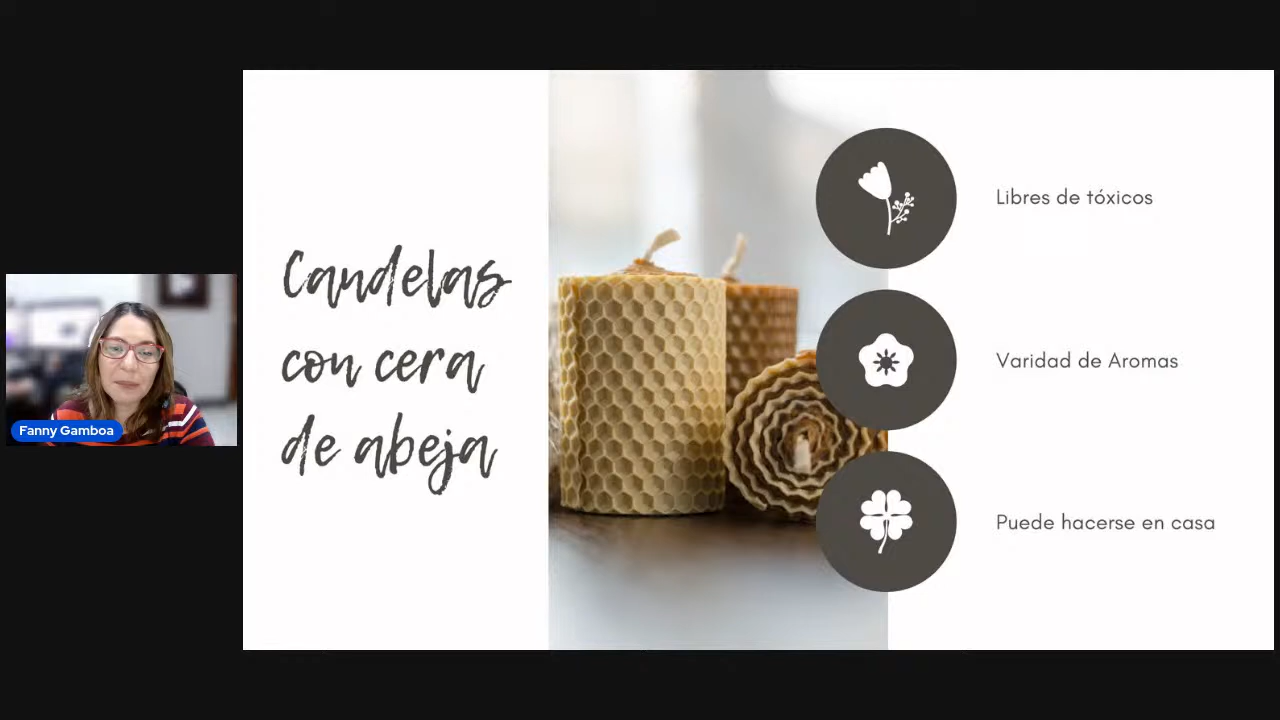 Candelas
con cera
de abeja
Libres de tóxicos
Varidad de Aromas
Puede hacerse en casa
Fanny Gamboa